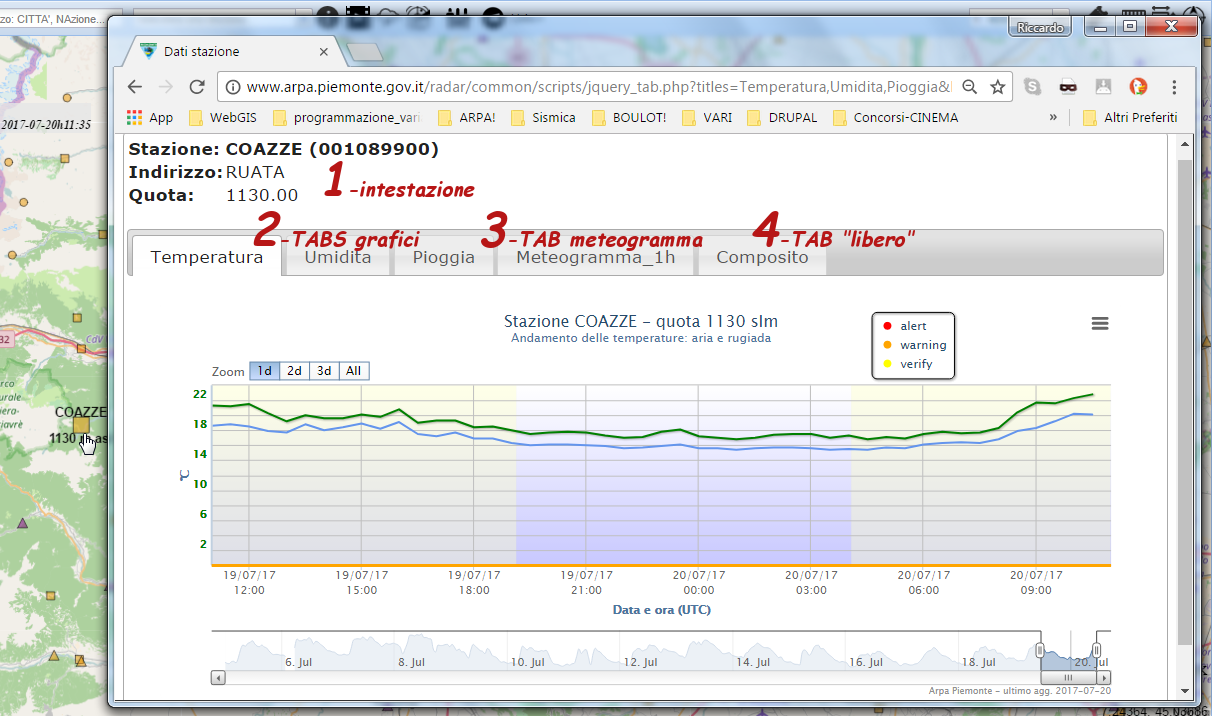 zo: CITTA', NAzione...
Riccardo
Dati stazione
www.arpa.piemonte.gov.it/radar/common/scripts/jquery_tab.php?titles=Temperatura,Umidita,Pioggia&
App WebGIS programmazione_vari ARPA! Sismica BOULOT! VARI DRUPAL Concorsi-CINEMA » Altri Preferiti
2017-07-20h11:35
Stazione: COAZZE (001089900)
Indirizzo: RUATA
Quota: 1130.00
1-intestazione
2-TABS grafici 3-TAB meteogramma 4-TAB "libero"
Temperatura Umidita Pioggia Meteogramma_1h Composito
Stazione COAZZE - quota 1130 slm
Andamento delle temperature: aria e rugiada
alert
warning
verify
Zoom 1d 2d 3d All
22
18
14
10
6
2
°C
19/07/17 19/07/17 19/07/17 19/07/17 20/07/17 20/07/17 20/07/17 20/07/17
12:00 15:00 18:00 21:00 00:00 03:00 06:00 09:00
Data e ora (UTC)
6. Jul 8. Jul 10. Jul 12. Jul 14. Jul 16. Jul 18. Jul 20. Jul
Arpa Piemonte - ultimo agg. 2017-07-20
32
CdV
COAZZE
1130